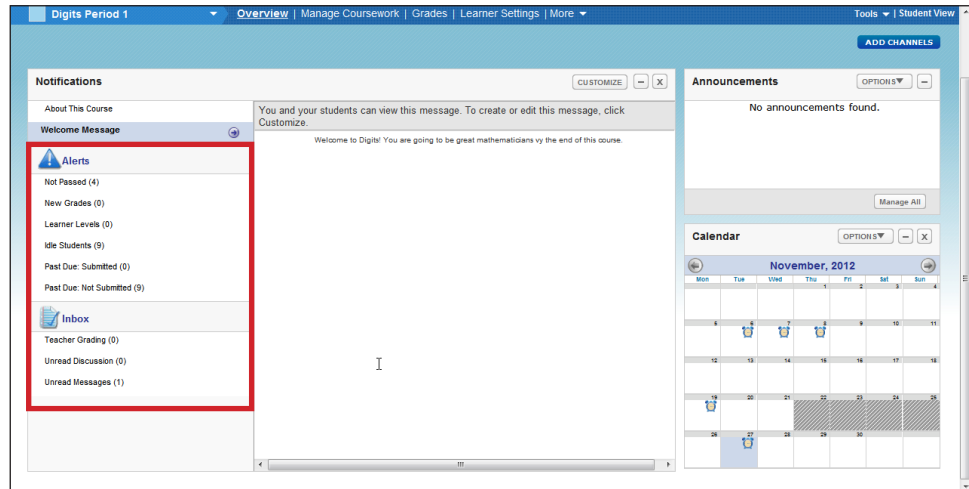 Digits Period 1
Overview | Manage Coursework | Grades | Learner Settings | More
Tools | Student View
ADD CHANNELS
Notifications
CUSTOMIZE
X
About This Course
Welcome Message
Alerts
Not Passed (4)
New Grades (0)
Learner Levels (0)
Idle Students (9)
Past Due: Submitted (0)
Past Due: Not Submitted (9)
Inbox
Teacher Grading (0)
Unread Discussion (0)
Unread Messages (1)
You and your students can view this message. To create or edit this message, click
Customize.
Welcome to Digits! You are going to be great mathematicians vy the end of this course.
Announcements
OPTIONS
No announcements found.
Manage All
Calendar
OPTIONS
X
November, 2012
Mon Tue Wed Thu Fri Sat Sun
1 2 3 4
5 6 7 8 9 10 11
12 13 14 15 16 17 18
19 20 21 22 23 24 25
26 27 28 29 30